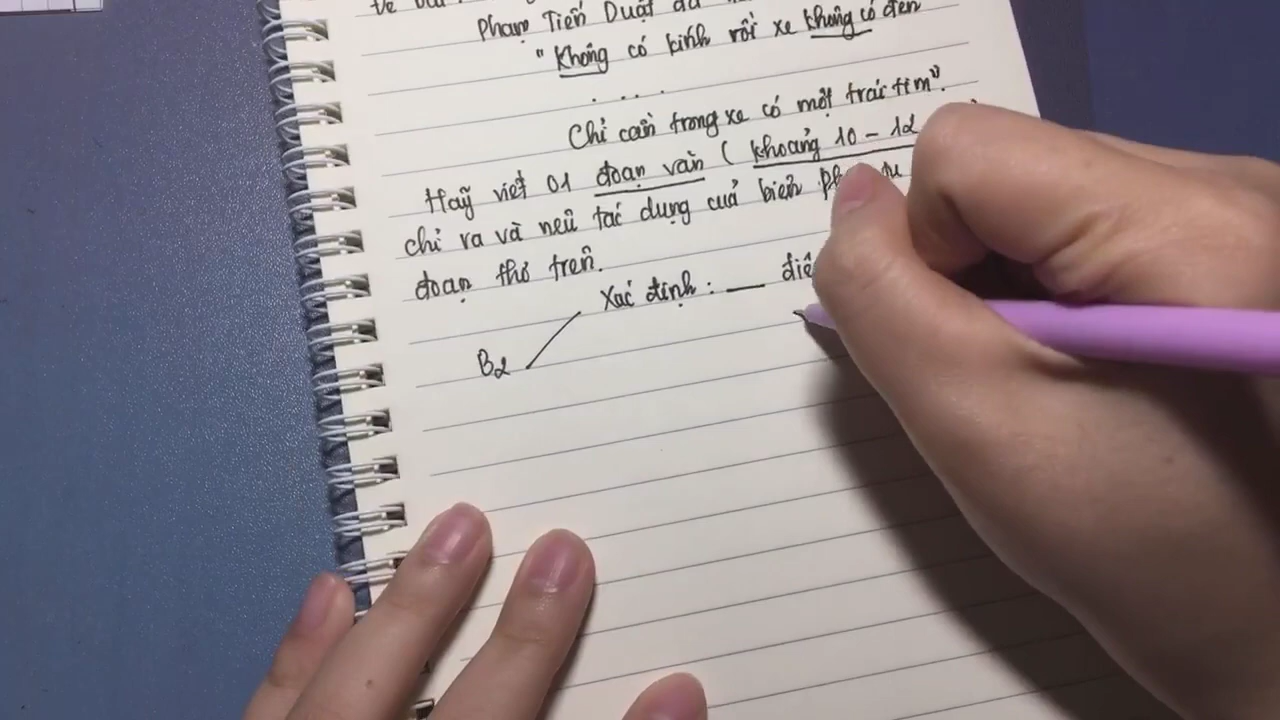 Phạm Tiến Duật đã
"Không có kính rồi xe không có đèn
. . . .
Chỉ cần trong xe có một trái tim".
Hãy viết 01 đoạn văn (khoảng 10 - 12
chỉ ra và nêu tác dụng của biện
đoạn thơ trên.
Xác định : —
B2